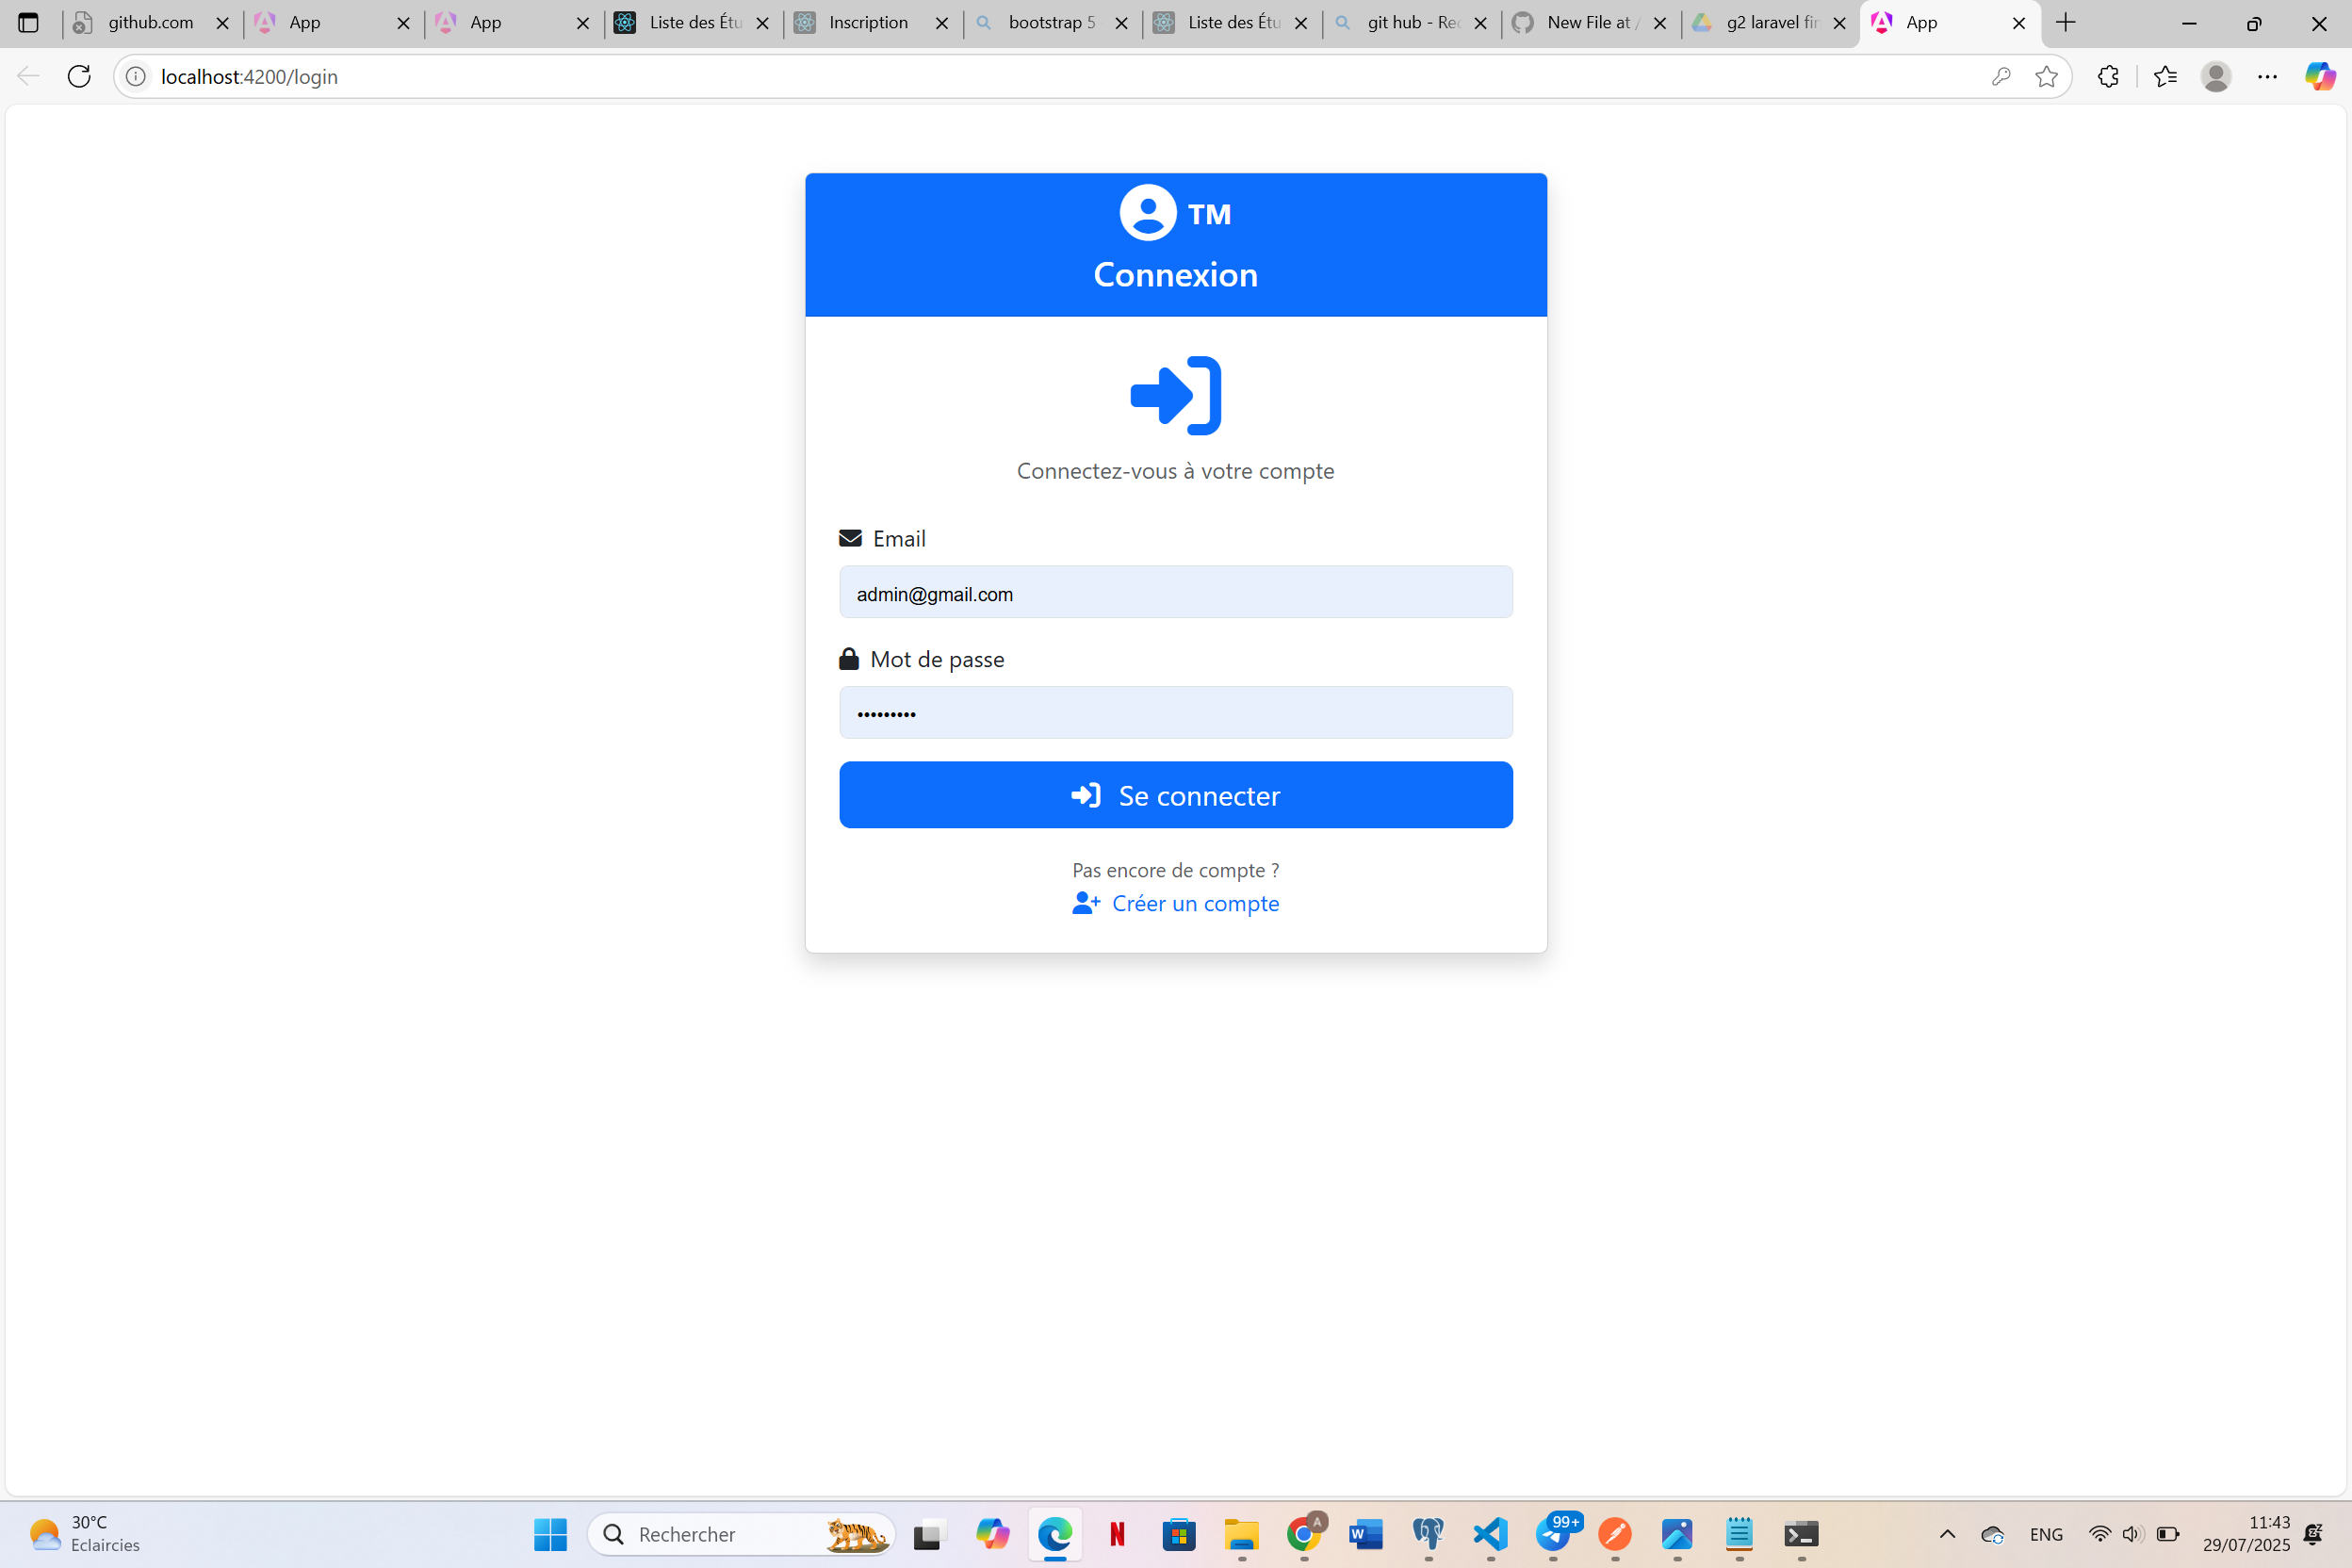 github.com
App
App
Liste des Étu
Inscription
bootstrap 5
Liste des Étu
git hub - Rec
New File at /
g2 laravel fin
App
localhost:4200/login
TM
Connexion
Connectez-vous à votre compte
Email
admin@gmail.com
Mot de passe
•••••••••
Se connecter
Pas encore de compte ?
Créer un compte
30°C
Eclaircies
Rechercher
A
99+
ENG
11:43
29/07/2025